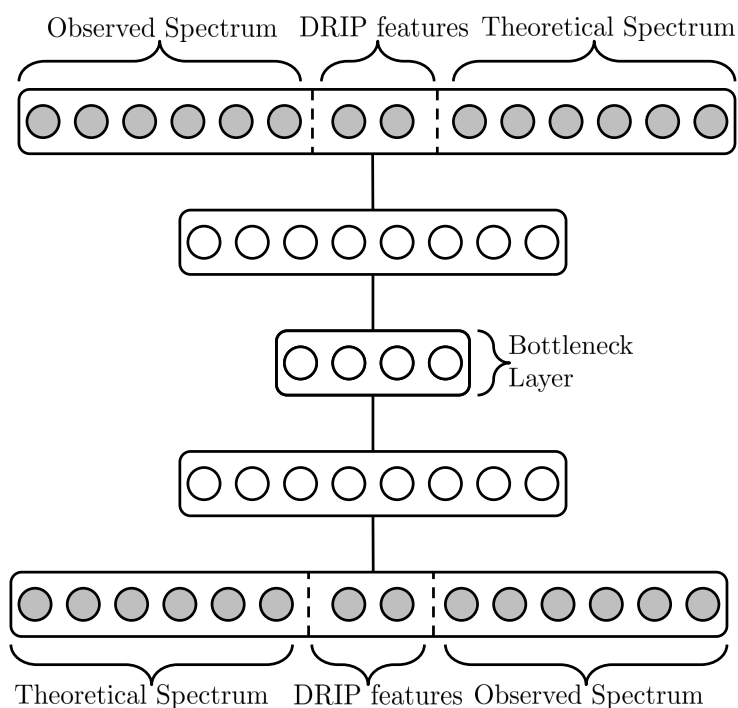 Observed Spectrum DRIP features Theoretical Spectrum
Bottleneck
Layer
Theoretical Spectrum DRIP features Observed Spectrum